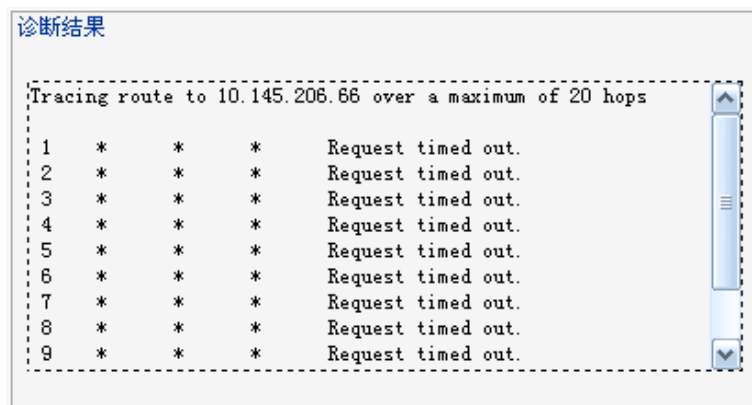 诊断结果
Tracing route to 10.145.206.66 over a maximum of 20 hops
1 * * * Request timed out.
2 * * * Request timed out.
3 * * * Request timed out.
4 * * * Request timed out.
5 * * * Request timed out.
6 * * * Request timed out.
7 * * * Request timed out.
8 * * * Request timed out.
9 * * * Request timed out.